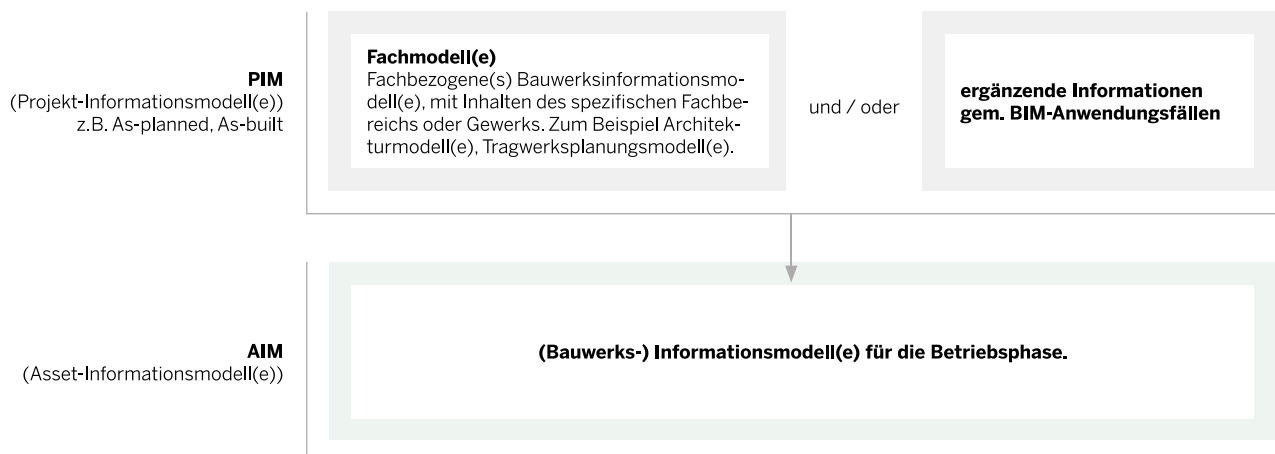 PIM
(Projekt-Informationsmodell(e))
z.B. As-planned, As-built
Fachmodell(e)
Fachbezogene(s) Bauwerksinformationsmo-
dell(e), mit Inhalten des spezifischen Fachbe-
reichs oder Gewerks. Zum Beispiel Architek-
turmodell(e), Tragwerksplanungsmodell(e).
und / oder
ergänzende Informationen
gem. BIM-Anwendungsfällen
AIM
(Asset-Informationsmodell(e))
(Bauwerks-) Informationsmodell(e) für die Betriebsphase.